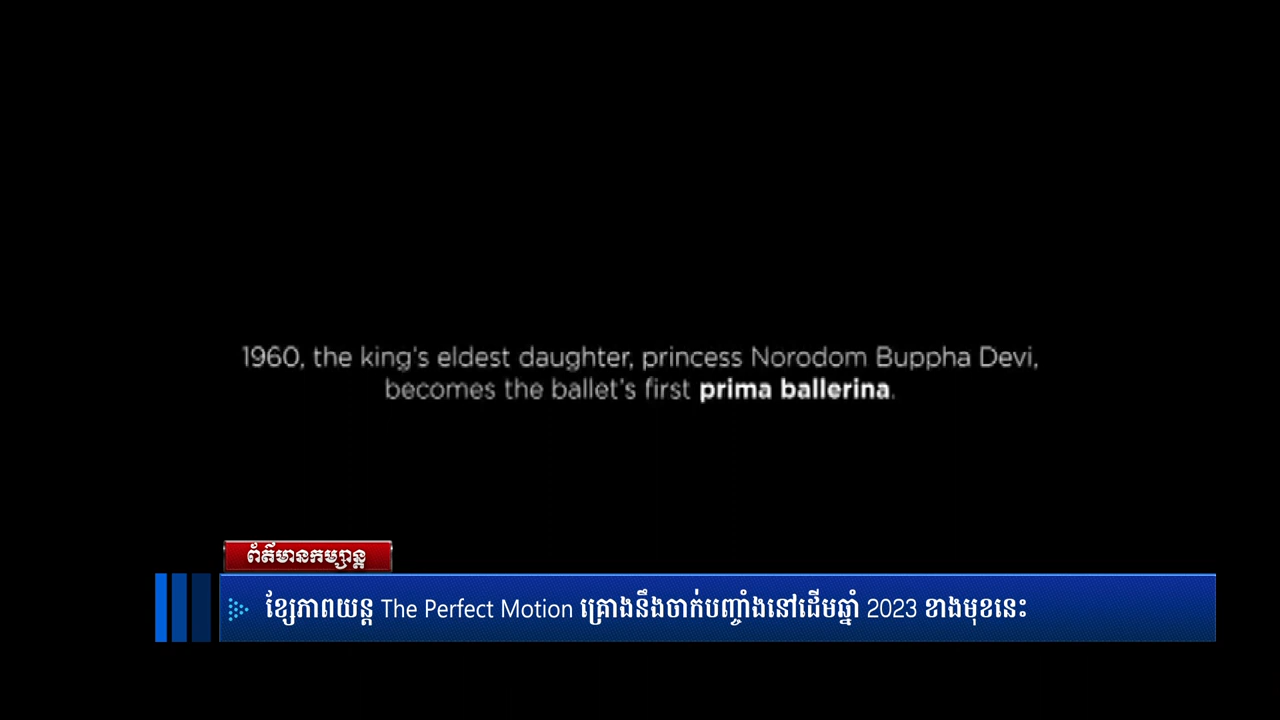 1960, the king's eldest daughter, princess Norodom Buppha Devi,
becomes the ballet's first prima ballerina.
ព័ត៌មានកម្សាន្ត
ខ្សែភាពយន្ត The Perfect Motion គ្រោងនឹងចាក់បញ្ចាំងនៅដើមឆ្នាំ 2023 ខាងមុខនេះ